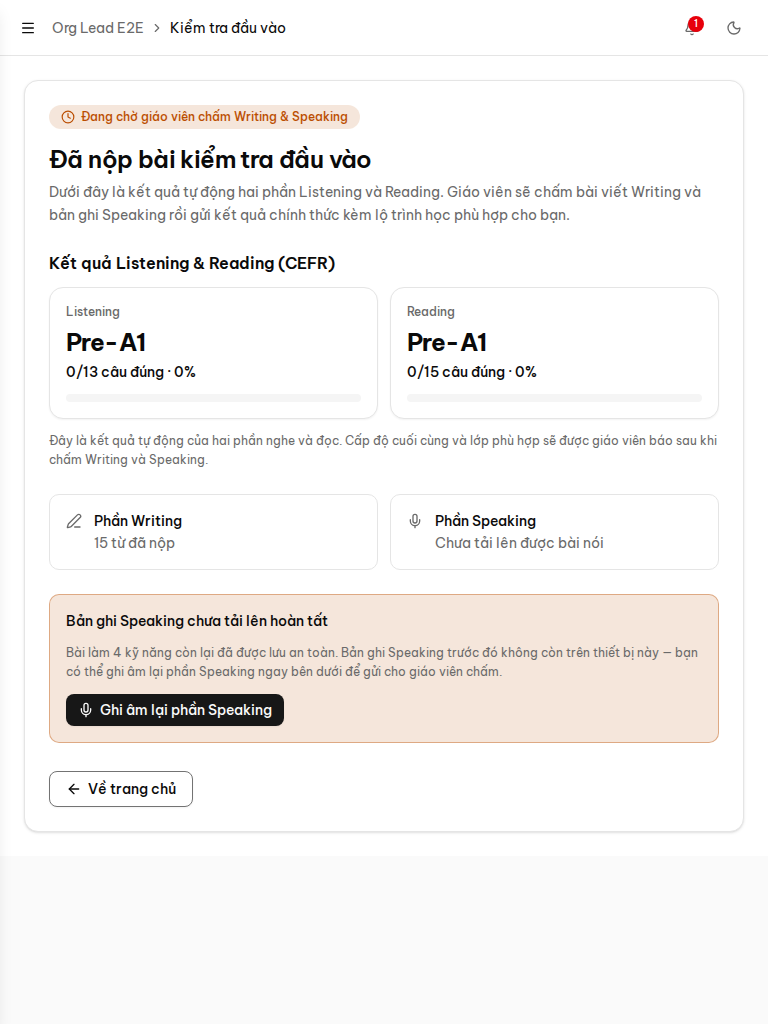 Org Lead E2E > Kiểm tra đầu vào
1
Đang chờ giáo viên chấm Writing & Speaking
Đã nộp bài kiểm tra đầu vào
Dưới đây là kết quả tự động hai phần Listening và Reading. Giáo viên sẽ chấm bài viết Writing và
bản ghi Speaking rồi gửi kết quả chính thức kèm lộ trình học phù hợp cho bạn.
Kết quả Listening & Reading (CEFR)
Listening
Pre-A1
0/13 câu đúng · 0%
Reading
Pre-A1
0/15 câu đúng · 0%
Đây là kết quả tự động của hai phần nghe và đọc. Cấp độ cuối cùng và lớp phù hợp sẽ được giáo viên báo sau khi
chấm Writing và Speaking.
Phần Writing
15 từ đã nộp
Phần Speaking
Chưa tải lên được bài nói
Bản ghi Speaking chưa tải lên hoàn tất
Bài làm 4 kỹ năng còn lại đã được lưu an toàn. Bản ghi Speaking trước đó không còn trên thiết bị này — bạn
có thể ghi âm lại phần Speaking ngay bên dưới để gửi cho giáo viên chấm.
Ghi âm lại phần Speaking
Về trang chủ